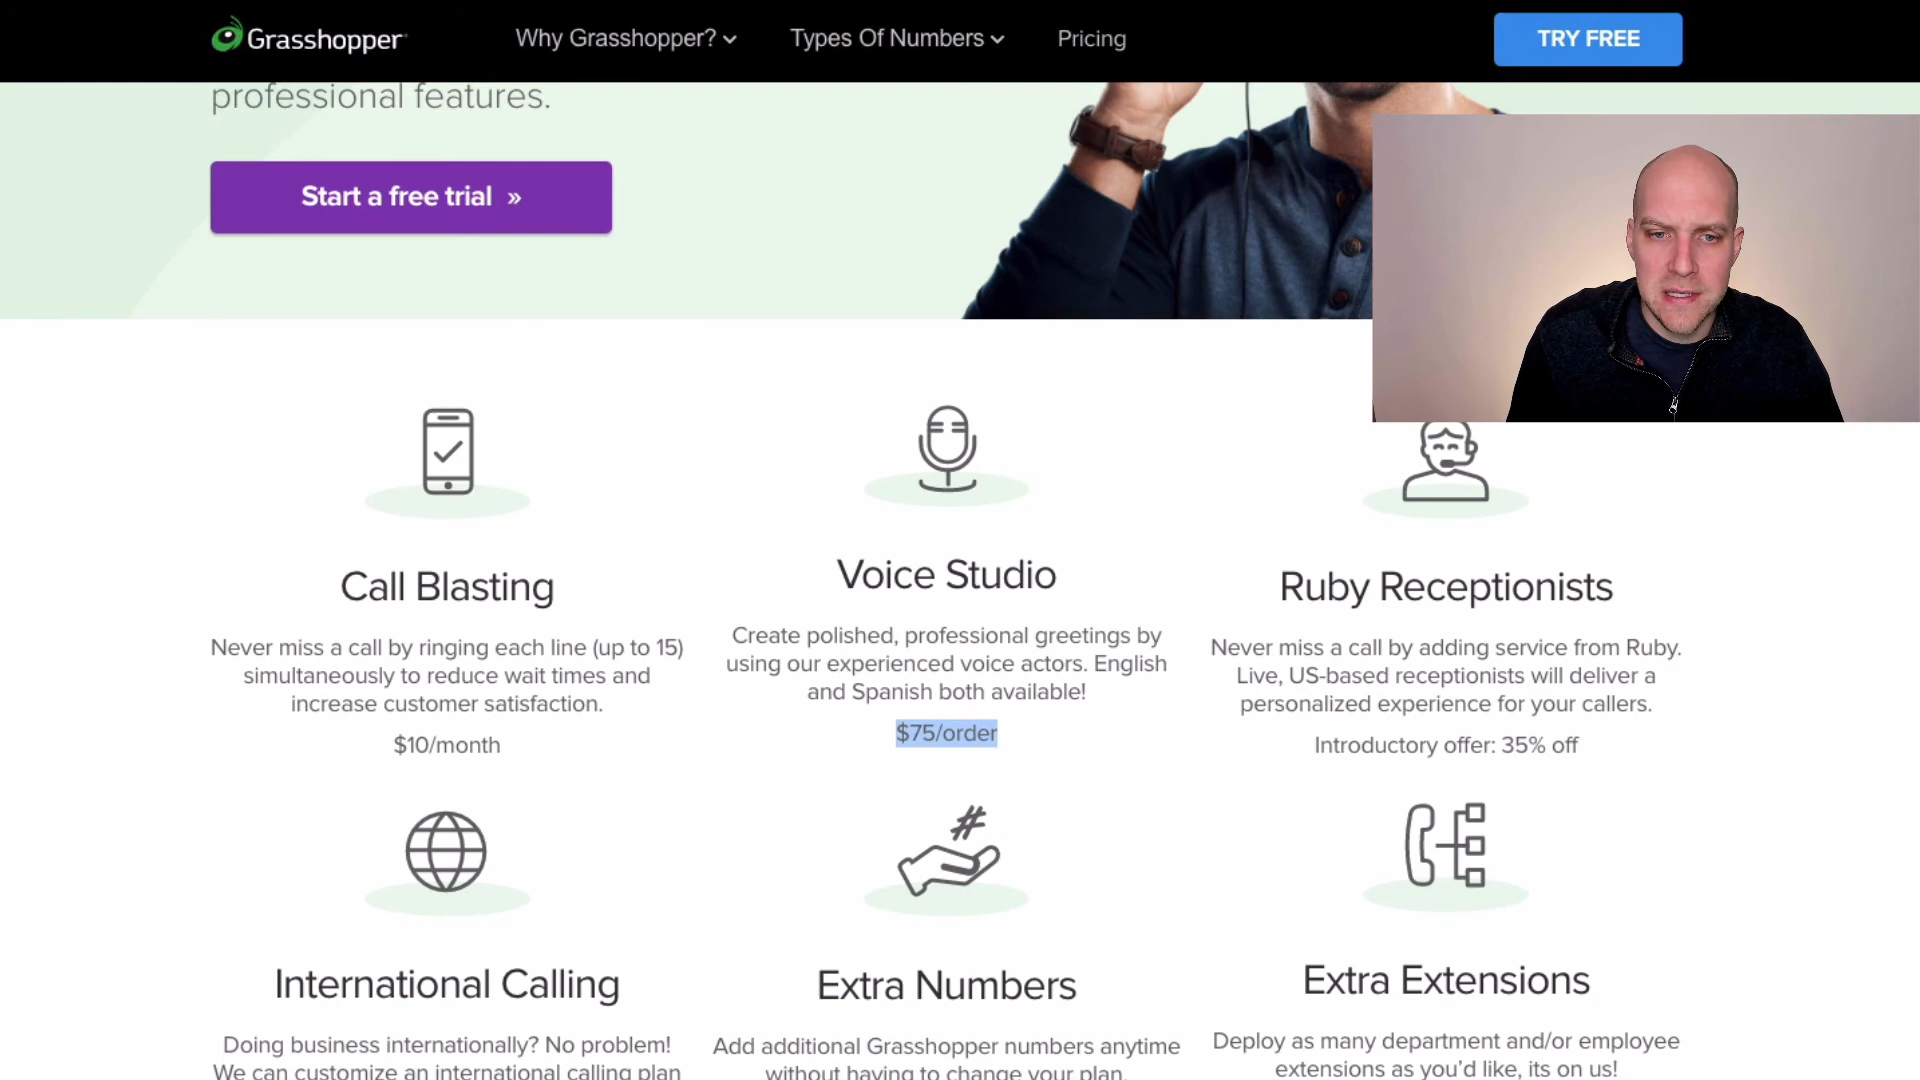 Grasshopper
Why Grasshopper?
Types Of Numbers
Pricing
TRY FREE
professional features.
Start a free trial »
Call Blasting
Never miss a call by ringing each line (up to 15)
simultaneously to reduce wait times and
increase customer satisfaction.
$10/month
Voice Studio
Create polished, professional greetings by
using our experienced voice actors. English
and Spanish both available!
$75/order
Ruby Receptionists
Never miss a call by adding service from Ruby.
Live, US-based receptionists will deliver a
personalized experience for your callers.
Introductory offer: 35% off
International Calling
Doing business internationally? No problem!
We can customize an international calling plan
#
Extra Numbers
Add additional Grasshopper numbers anytime
without having to change your plan.
Extra Extensions
Deploy as many department and/or employee
extensions as you'd like, its on us!